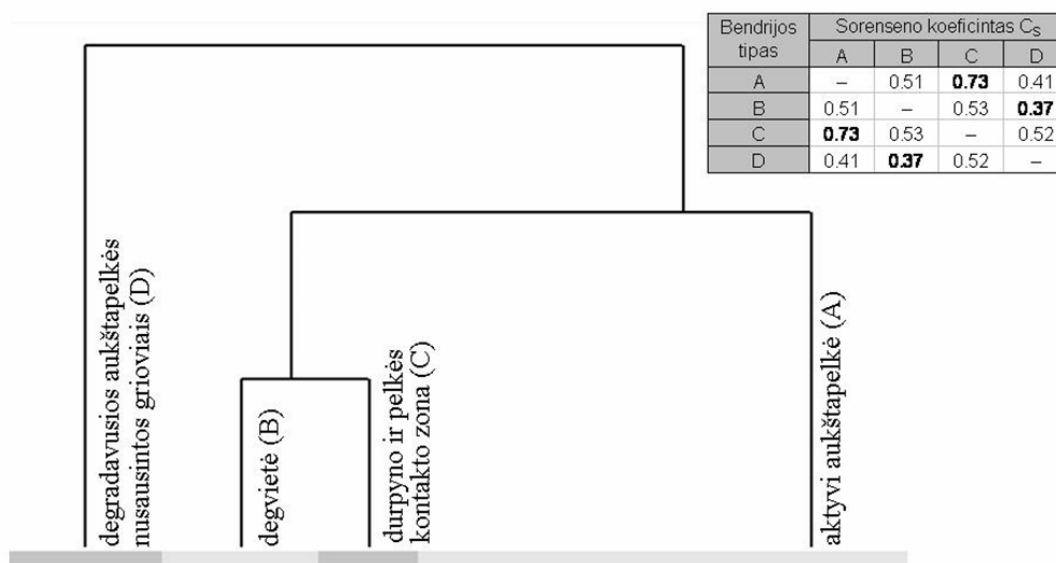 Bendrijos tipas Sorenseno koeficintas Cs
A B C D
A – 0.51 0.73 0.41
B 0.51 – 0.53 0.37
C 0.73 0.53 – 0.52
D 0.41 0.37 0.52 –
degradavusios aukštapelkės
nusausintos grioviais (D)
degvietė (B)
durpyno ir pelkės
kontakto zona (C)
aktyvi aukštapelkė (A)